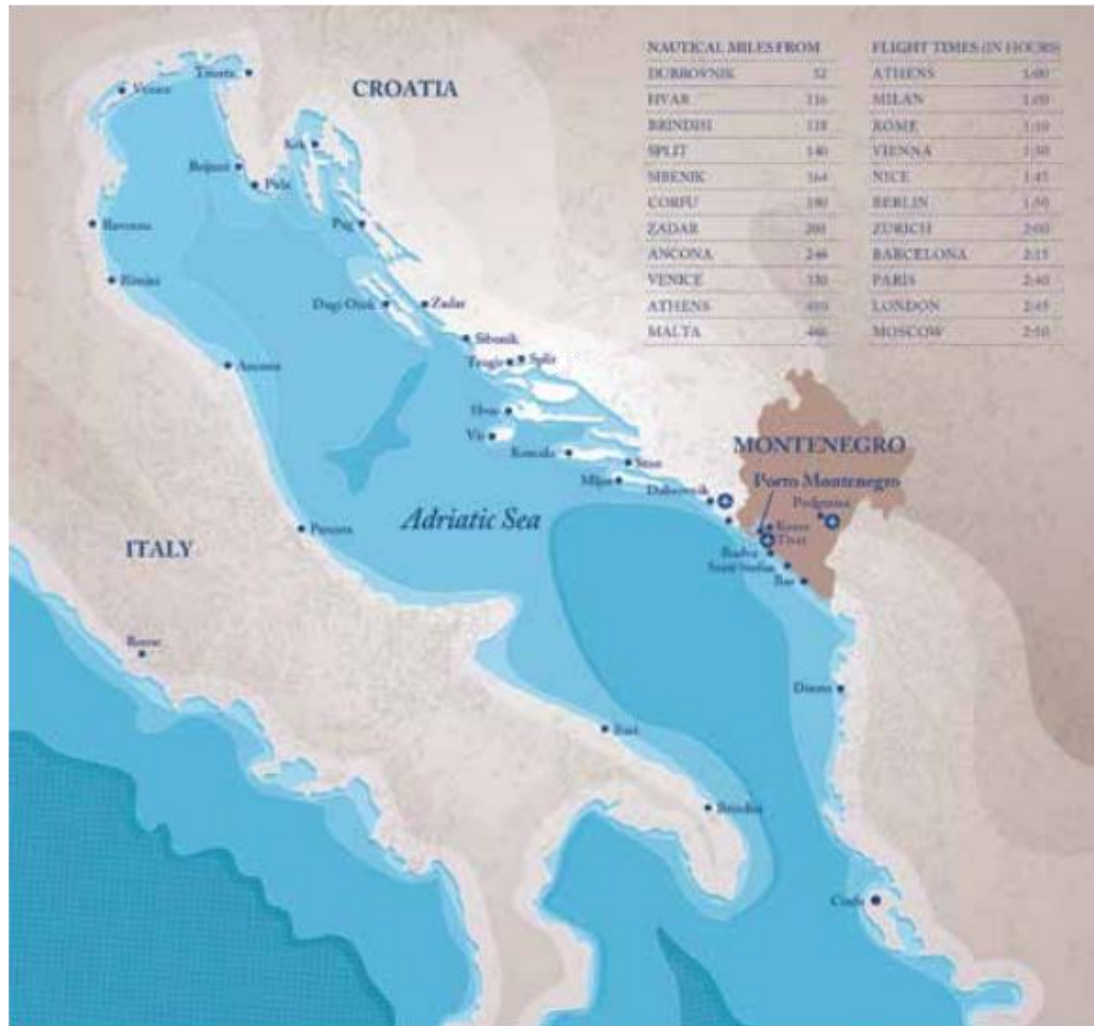 NAUTICAL MILES FROM
DUBROVNIK
HVAR 116
BRINDISI 118
SPLIT 140
SIBENIK 164
CORFU 180
ZADAR 201
ANCONA 246
VENICE 330
ATHENS 410
MALTA 466
FLIGHT TIMES (IN HOURS)
ATHENS 1:00
MILAN 1:00
ROME 1:10
VIENNA 1:30
NICE 1:45
BERLIN 1:50
ZURICH 2:00
BARCELONA 2:15
PARIS 2:40
LONDON 2:45
MOSCOW 2:50
CROATIA
Venice
Krk
Pula
Ravenna
Pag
Rimini
Dugi Otok
Zadar
Sibenik
Trogir
Split
Ancona
Hvar
Vis
MONTENEGRO
Korcula
Ston
Mljet
Porto Montenegro
Dubrovnik
Podgorica
Adriatic Sea
Pescara
Kotor
Tivat
ITALY
Budva
Sveti Stefan
Bar
Rome
Durres
Bari
Brindisi
Corfu